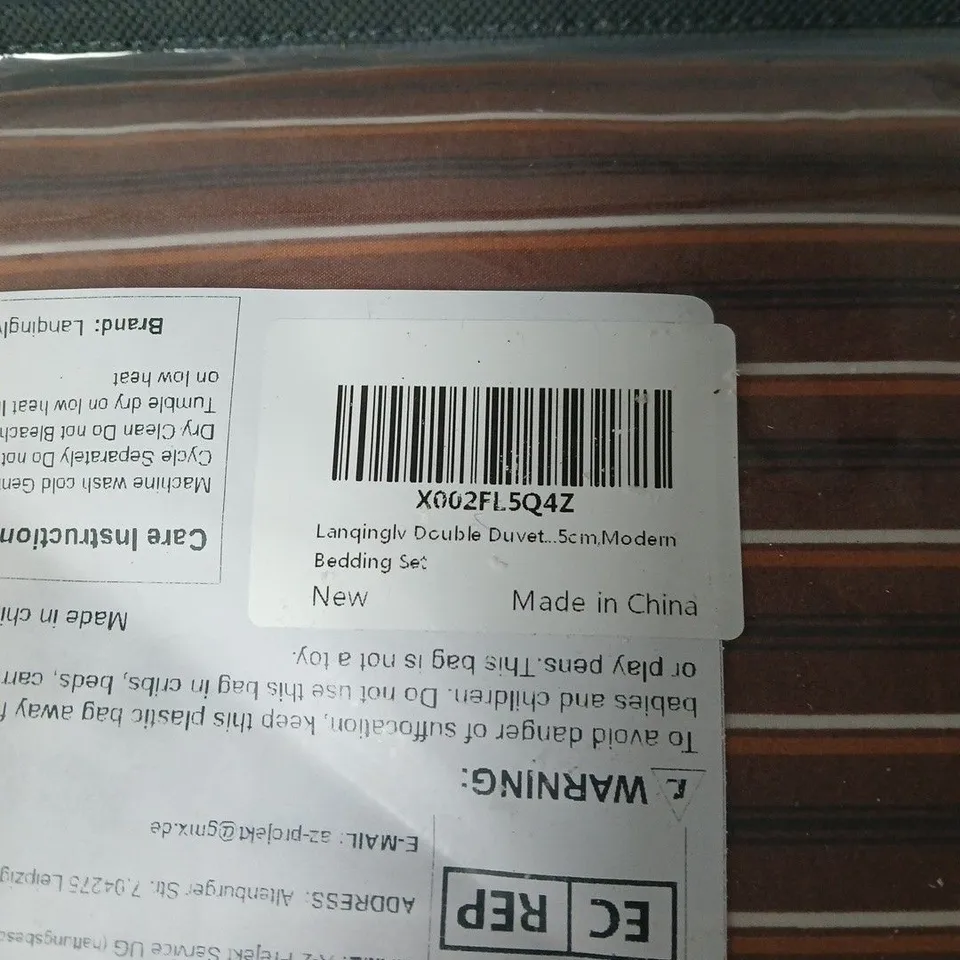 X002FL5Q4Z
Lanqinglv Double Duvet...5cm,Modern
Bedding Set
New Made in China
EC REP
Service UG
ADDRESS: Altenburger Str. 7.04275 Leipzig
E-MAIL: az-projekt@gmx.de
WARNING:
To avoid danger of suffocation, keep this plastic bag away
babies and children. Do not use this bag in cribs, beds,
or play pens.This bag is not a toy.
Made in
Care
Machine wash cold
Cycle Separately Do not
Dry Clean Do not Bleach
Tumble dry on low heat
on low heat
Brand: Lanqinglv